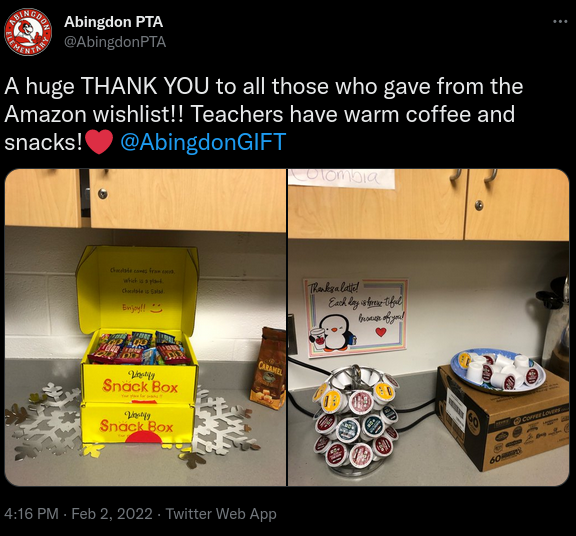 ABINGDON
ELEMENTARY
Abingdon PTA
@AbingdonPTA
A huge THANK YOU to all those who gave from the
Amazon wishlist!! Teachers have warm coffee and
snacks!❤️ @AbingdonGIFT
Chocolate comes from cocoa
which is a plant.
Chocolate is salad.
Enjoy!!
Variety
Snack Box
Variety
Snack Box
CARAMEL
Colombia
Thanks a latte!
Each day is brew-tiful
because of you!
60
COFFEE LOVERS
60
4:16 PM · Feb 2, 2022 · Twitter Web App